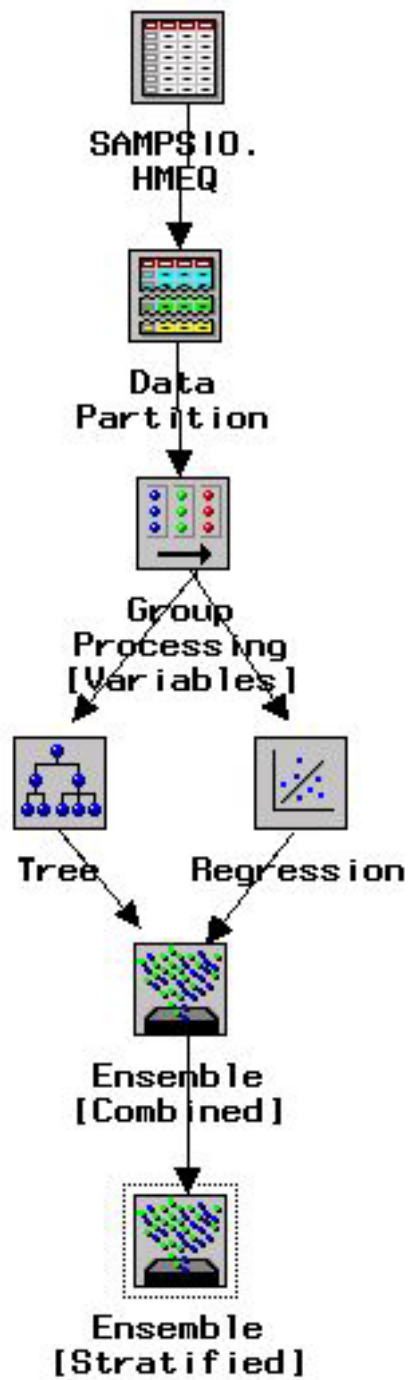 SAMPSIO.
HMEQ
Data
Partition
Group
Processing
[Variables]
Tree
Regression
Ensemble
[Combined]
Ensemble
[Stratified]